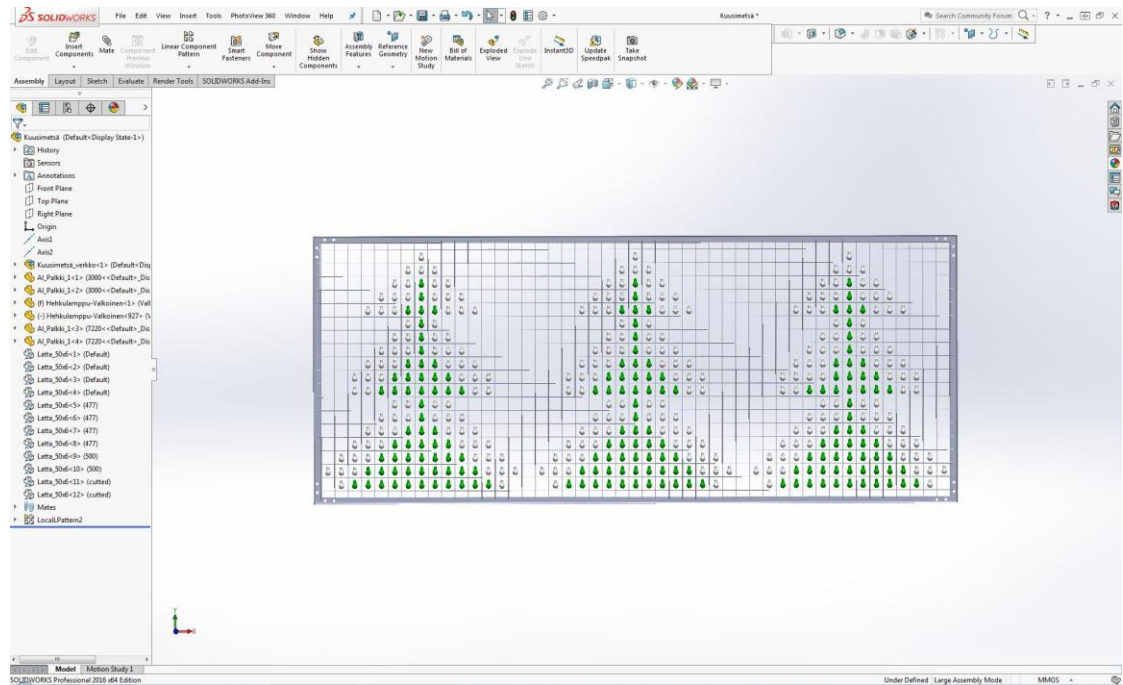 SOLIDWORKS File Edit View Insert Tools PhotoView 360 Window Help
Kuusimetsä *
Search Community Forum
Edit Component
Insert Components
Mate
Component Preview Window
Linear Component Pattern
Smart Fasteners
Move Component
Show Hidden Components
Assembly Features
Reference Geometry
New Motion Study
Bill of Materials
Exploded View
Explode Line Sketch
Instant3D
Update Speedpak
Take Snapshot
Assembly Layout Sketch Evaluate Render Tools SOLIDWORKS Add-Ins
Kuusimetsä (Default<Display State-1>)
History
Sensors
Annotations
Front Plane
Top Plane
Right Plane
Origin
Axis1
Axis2
Kuusimetsä_verkko<1> (Default<Disp
Al_Palkki_1<1> (3000<<Default>_Dis
Al_Palkki_1<2> (3000<<Default>_Dis
(f) Hehkulamppu-Valkoinen<1> (Vall
(-) Hehkulamppu-Valkoinen<927> (V
Al_Palkki_1<3> (7220<<Default>_Dis
Al_Palkki_1<4> (7220<<Default>_Dis
Latta_50x6<1> (Default)
Latta_50x6<2> (Default)
Latta_50x6<3> (Default)
Latta_50x6<4> (Default)
Latta_50x6<5> (477)
Latta_50x6<6> (477)
Latta_50x6<7> (477)
Latta_50x6<8> (477)
Latta_50x6<9> (500)
Latta_50x6<10> (500)
Latta_50x6<11> (cutted)
Latta_50x6<12> (cutted)
Mates
LocalLPattern2
Y
X
Model Motion Study 1
SOLIDWORKS Professional 2016 x64 Edition
Under Defined Large Assembly Mode MMGS